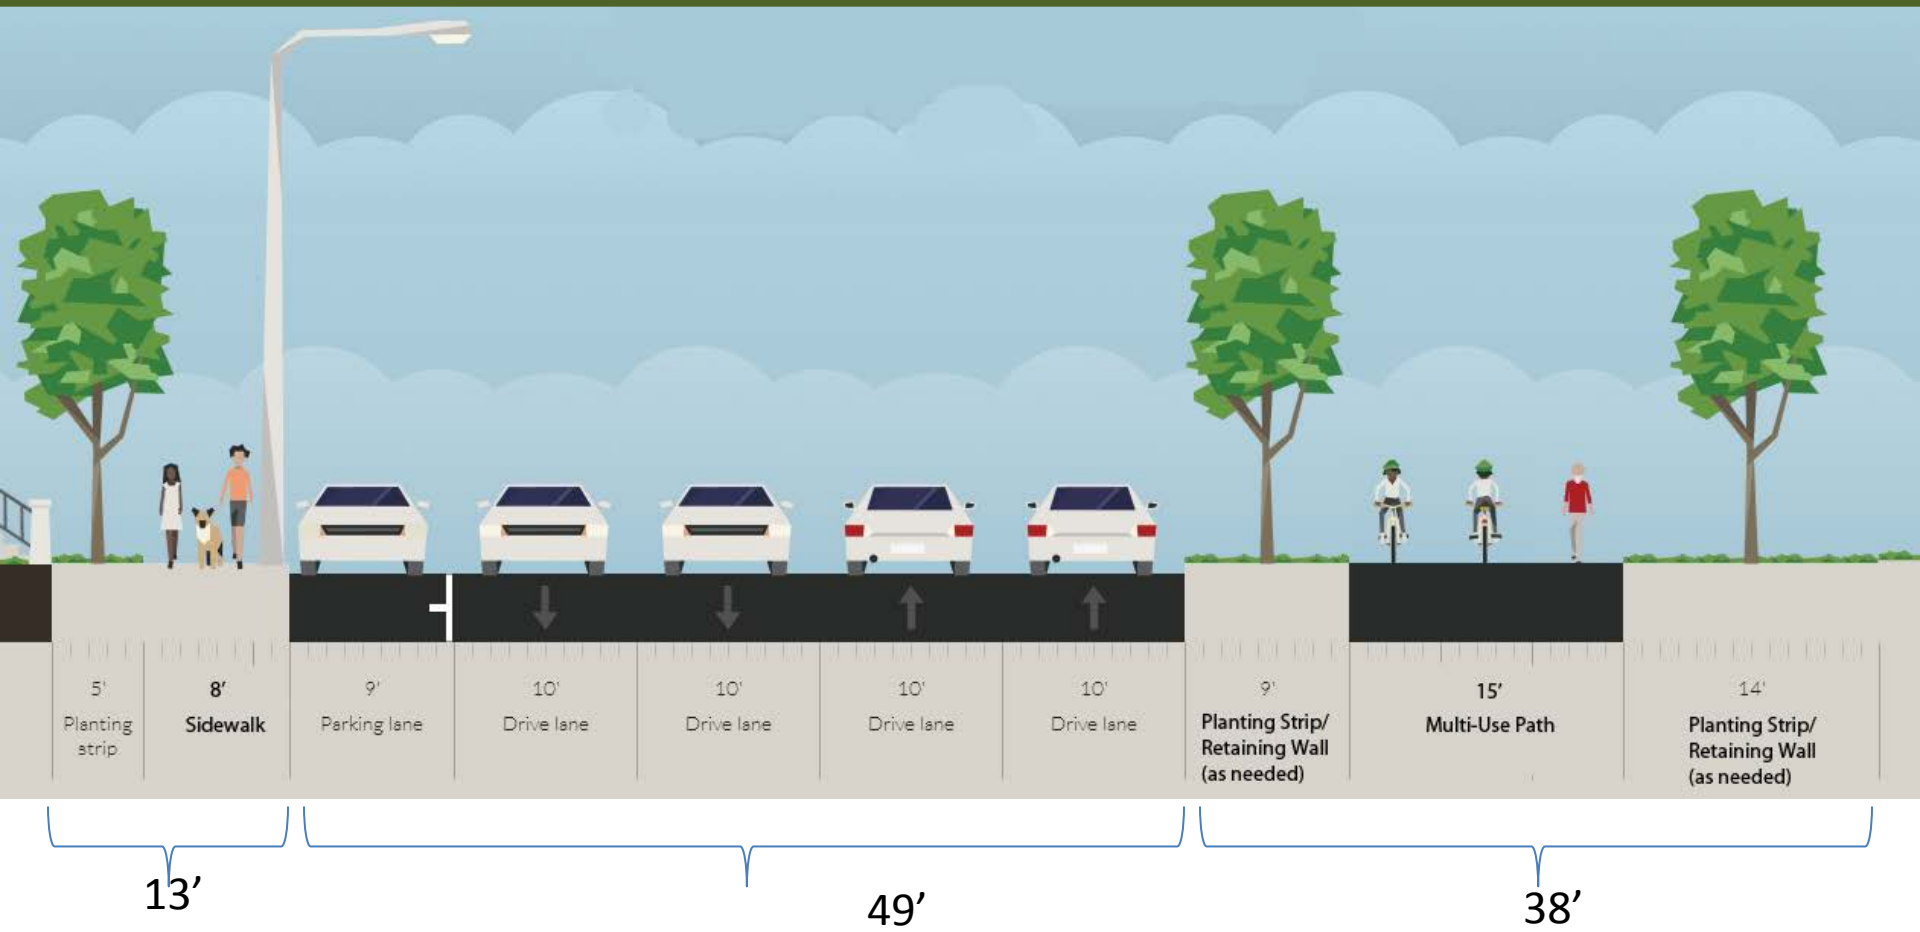 5'
Planting
strip
8'
Sidewalk
9'
Parking lane
10'
Drive lane
10'
Drive lane
10'
Drive lane
10'
Drive lane
9'
Planting Strip/
Retaining Wall
(as needed)
15'
Multi-Use Path
14'
Planting Strip/
Retaining Wall
(as needed)
13’
49’
38’